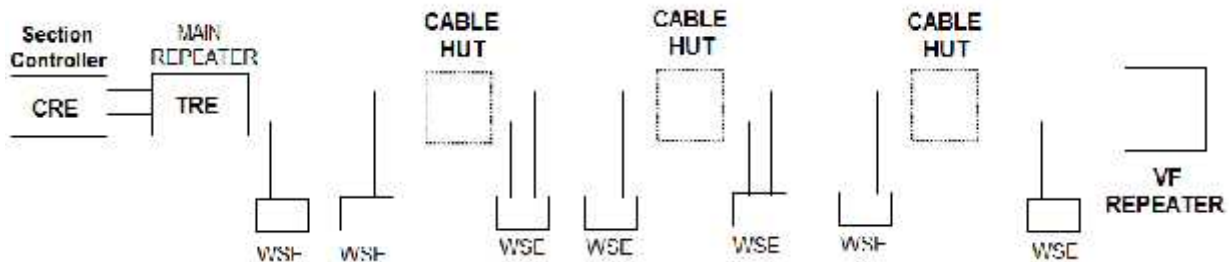 Section
Controller
CRE
MAIN
REPEATER
TRE
CABLE
HUT
CABLE
HUT
CABLE
HUT
VF
REPEATER
WSE
WSE
WSE
WSE
WSE
WSE
WSE